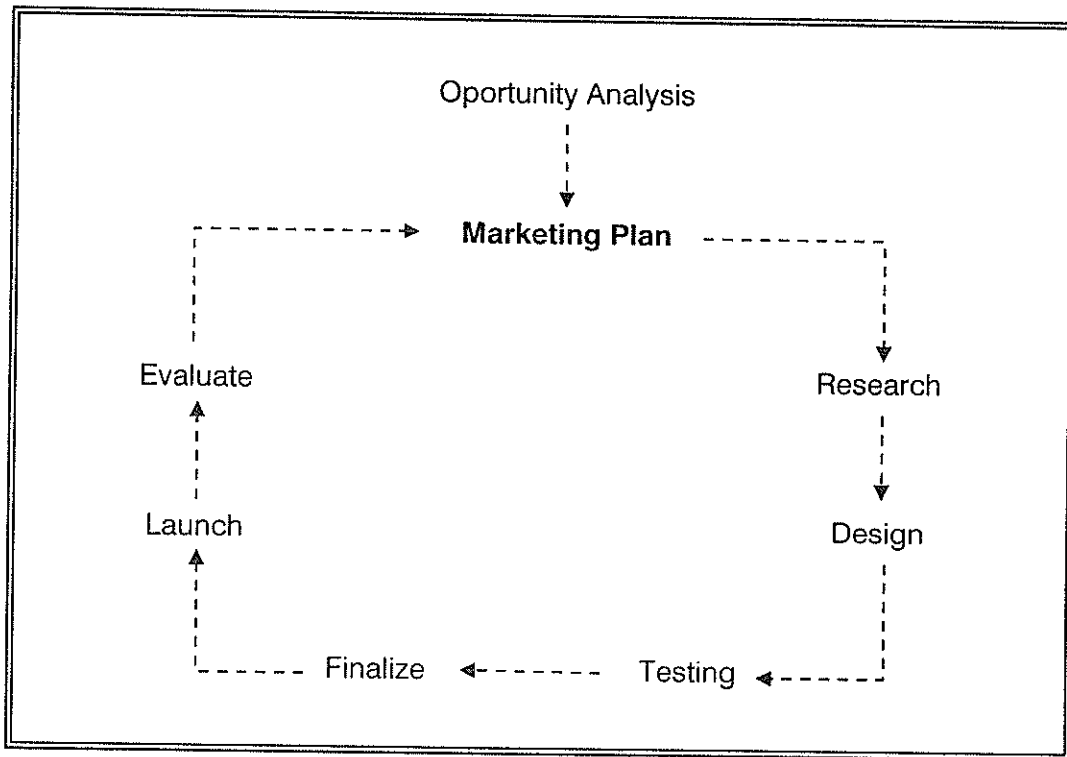 Oportunity Analysis
Marketing Plan
Research
Design
Testing
Finalize
Launch
Evaluate